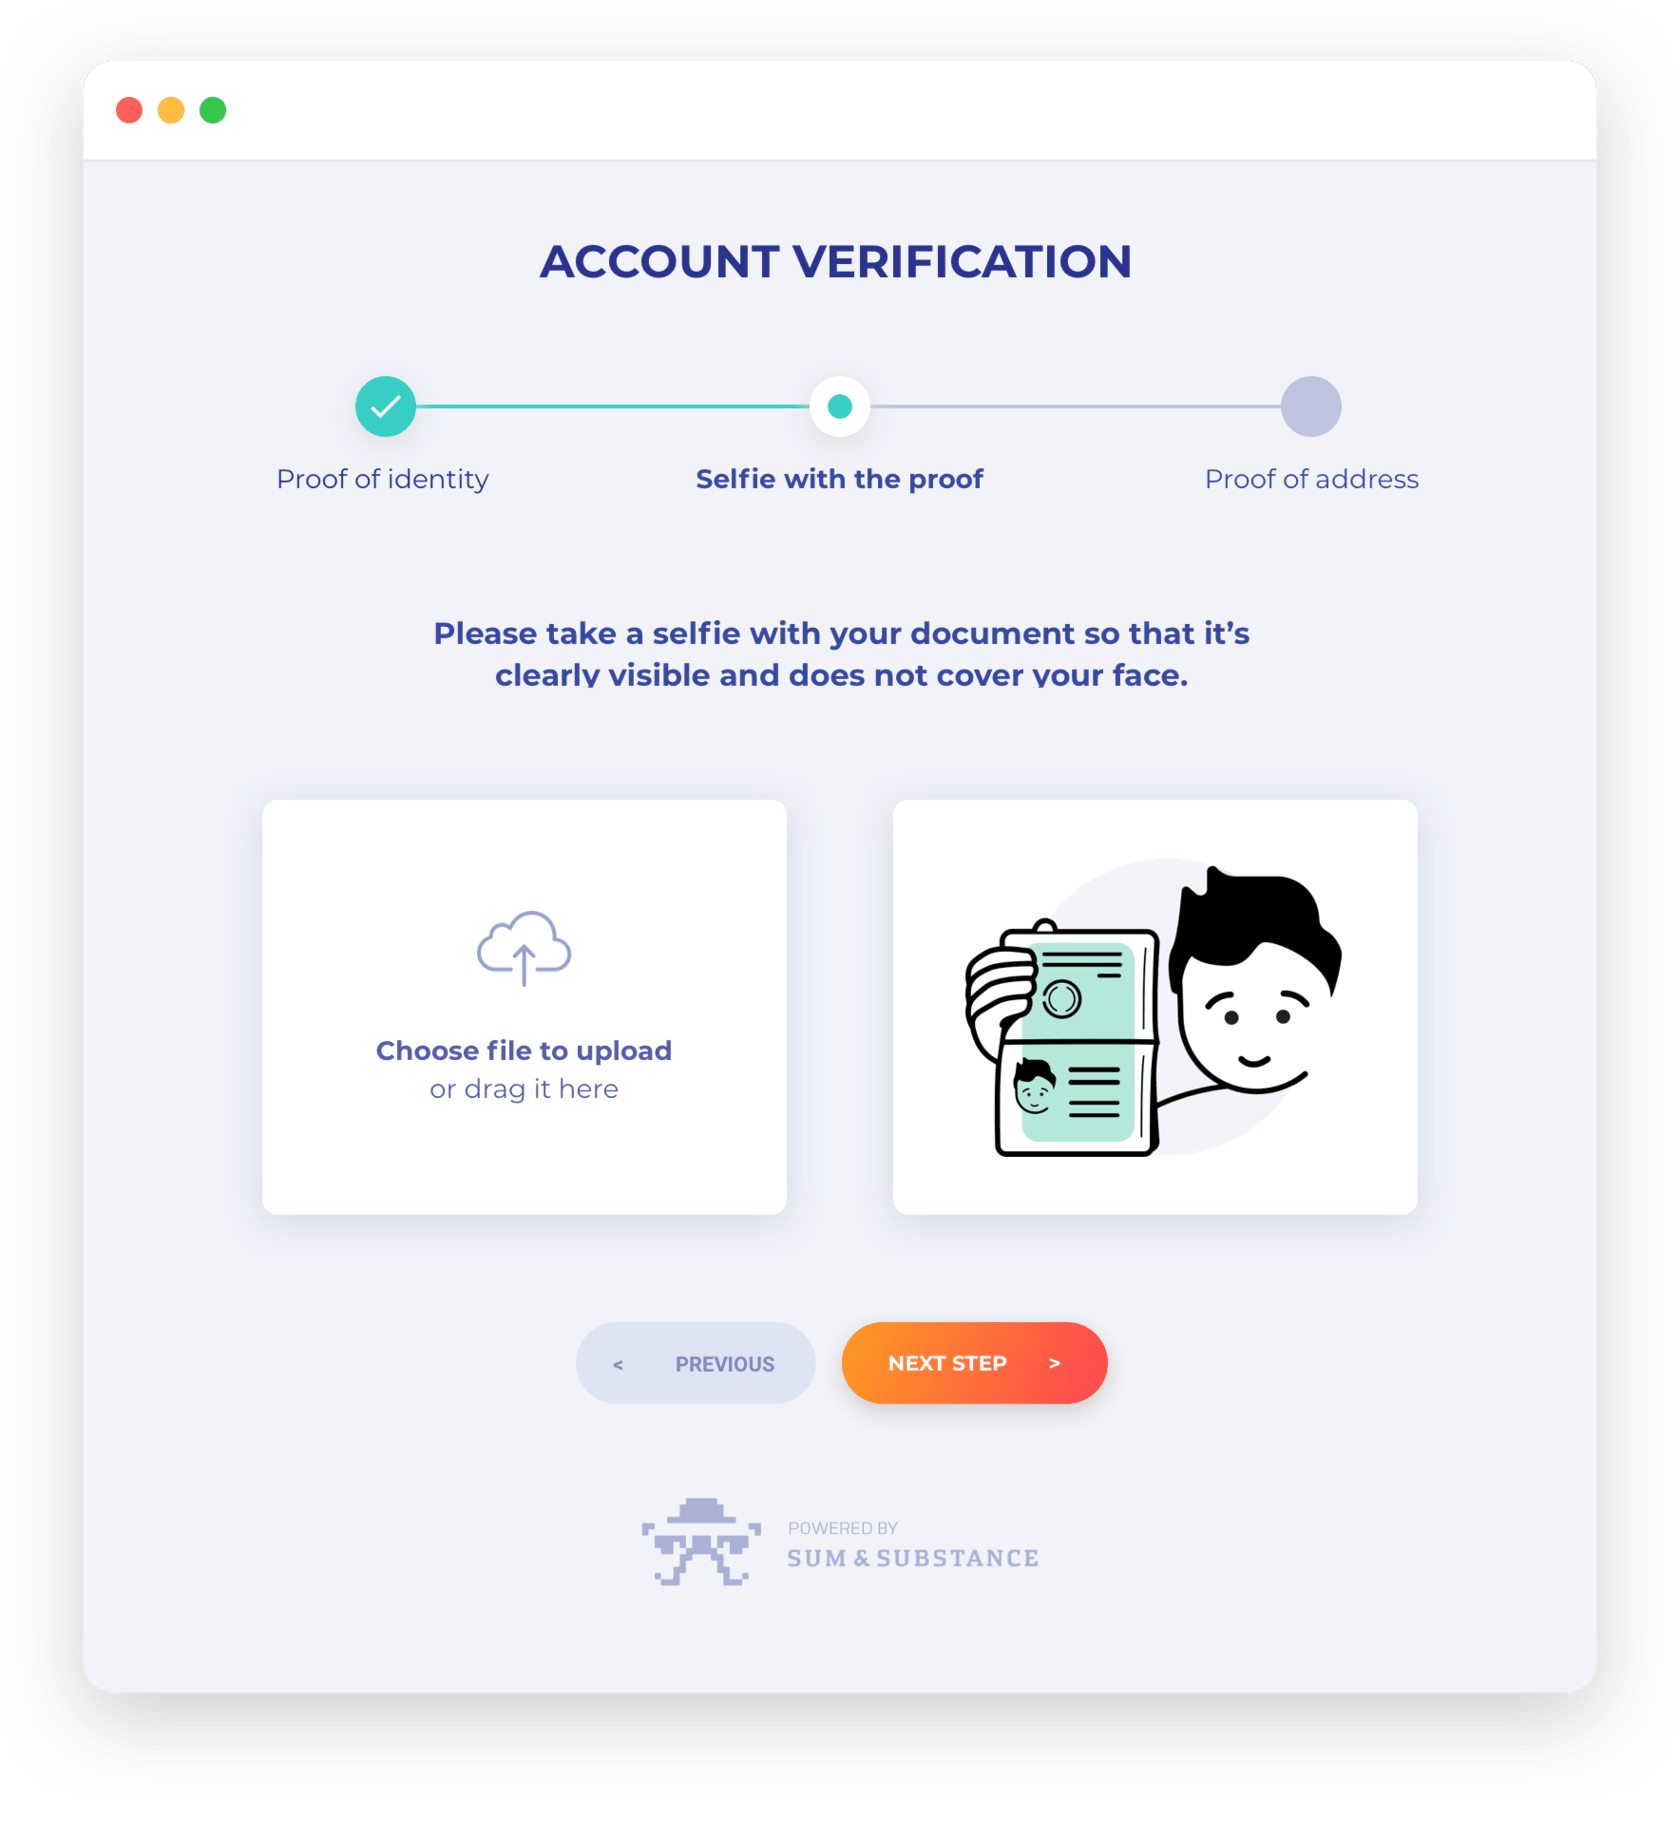 ACCOUNT VERIFICATION
Proof of identity
Selfie with the proof
Proof of address
Please take a selfie with your document so that it’s
clearly visible and does not cover your face.
Choose file to upload
or drag it here
< PREVIOUS
NEXT STEP >
POWERED BY
SUM & SUBSTANCE